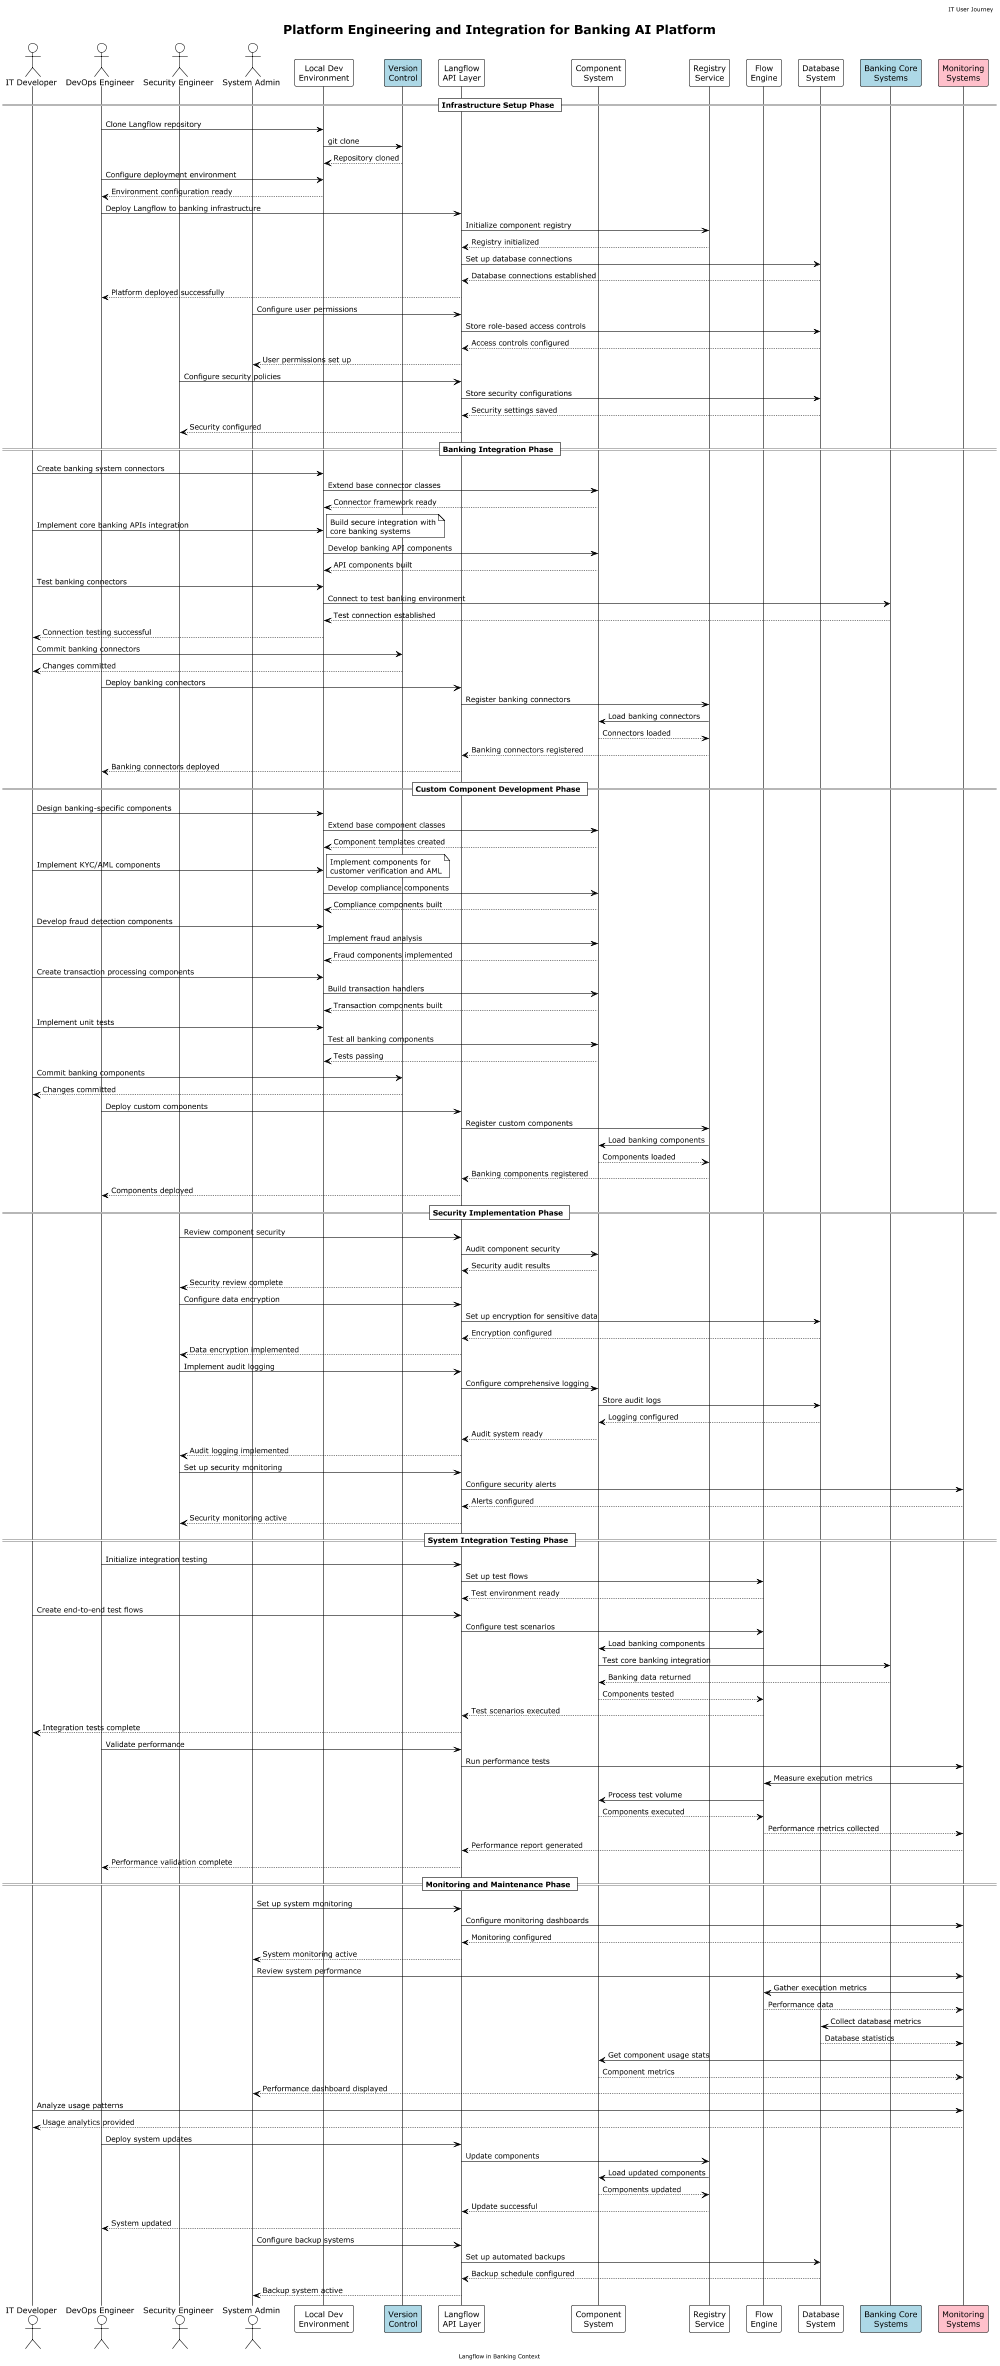 IT User Journey
Platform Engineering and Integration for Banking AI Platform
IT Developer
DevOps Engineer
Security Engineer
System Admin
Local Dev
Environment
Version
Control
Langflow
API Layer
Component
System
Registry
Service
Flow
Engine
Database
System
Banking Core
Systems
Monitoring
Systems
Infrastructure Setup Phase
Clone Langflow repository
git clone
Repository cloned
Configure deployment environment
Environment configuration ready
Deploy Langflow to banking infrastructure
Initialize component registry
Registry initialized
Set up database connections
Database connections established
Platform deployed successfully
Configure user permissions
Store role-based access controls
Access controls configured
User permissions set up
Configure security policies
Store security configurations
Security settings saved
Security configured
Banking Integration Phase
Create banking system connectors
Extend base connector classes
Connector framework ready
Implement core banking APIs integration
Build secure integration with
core banking systems
Develop banking API components
API components built
Test banking connectors
Connect to test banking environment
Test connection established
Connection testing successful
Commit banking connectors
Changes committed
Deploy banking connectors
Register banking connectors
Load banking connectors
Connectors loaded
Banking connectors registered
Banking connectors deployed
Custom Component Development Phase
Design banking-specific components
Extend base component classes
Component templates created
Implement KYC/AML components
Implement components for
customer verification and AML
Develop compliance components
Compliance components built
Develop fraud detection components
Implement fraud analysis
Fraud components implemented
Create transaction processing components
Build transaction handlers
Transaction components built
Implement unit tests
Test all banking components
Tests passing
Commit banking components
Changes committed
Deploy custom components
Register custom components
Load banking components
Components loaded
Banking components registered
Components deployed
Security Implementation Phase
Review component security
Audit component security
Security audit results
Security review complete
Configure data encryption
Set up encryption for sensitive data
Encryption configured
Data encryption implemented
Implement audit logging
Configure comprehensive logging
Store audit logs
Logging configured
Audit system ready
Audit logging implemented
Set up security monitoring
Configure security alerts
Alerts configured
Security monitoring active
System Integration Testing Phase
Initialize integration testing
Set up test flows
Test environment ready
Create end-to-end test flows
Configure test scenarios
Load banking components
Test core banking integration
Banking data returned
Components tested
Test scenarios executed
Integration tests complete
Validate performance
Run performance tests
Measure execution metrics
Process test volume
Components executed
Performance metrics collected
Performance report generated
Performance validation complete
Monitoring and Maintenance Phase
Set up system monitoring
Configure monitoring dashboards
Monitoring configured
System monitoring active
Review system performance
Gather execution metrics
Performance data
Collect database metrics
Database statistics
Get component usage stats
Component metrics
Performance dashboard displayed
Analyze usage patterns
Usage analytics provided
Deploy system updates
Update components
Load updated components
Components updated
Update successful
System updated
Configure backup systems
Set up automated backups
Backup schedule configured
Backup system active
IT Developer
DevOps Engineer
Security Engineer
System Admin
Local Dev
Environment
Version
Control
Langflow
API Layer
Component
System
Registry
Service
Flow
Engine
Database
System
Banking Core
Systems
Monitoring
Systems
Langflow in Banking Context